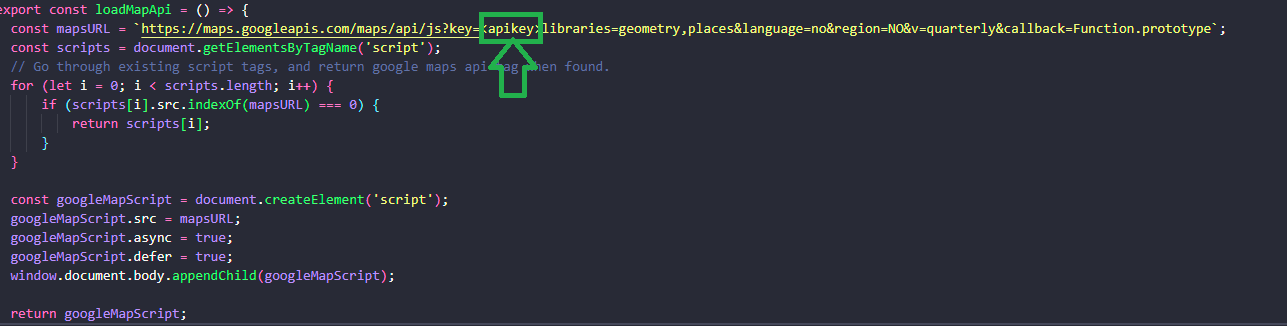 export const loadMapApi = () => {
const mapsURL = `https://maps.googleapis.com/maps/api/js?key=<apikey>libraries=geometry,places&language=no&region=NO&v=quarterly&callback=Function.prototype`;
const scripts = document.getElementsByTagName('script');
// Go through existing script tags, and return google maps api found.
for (let i = 0; i < scripts.length; i++) {
if (scripts[i].src.indexOf(mapsURL) === 0) {
return scripts[i];
}
}
const googleMapScript = document.createElement('script');
googleMapScript.src = mapsURL;
googleMapScript.async = true;
googleMapScript.defer = true;
window.document.body.appendChild(googleMapScript);
return googleMapScript;